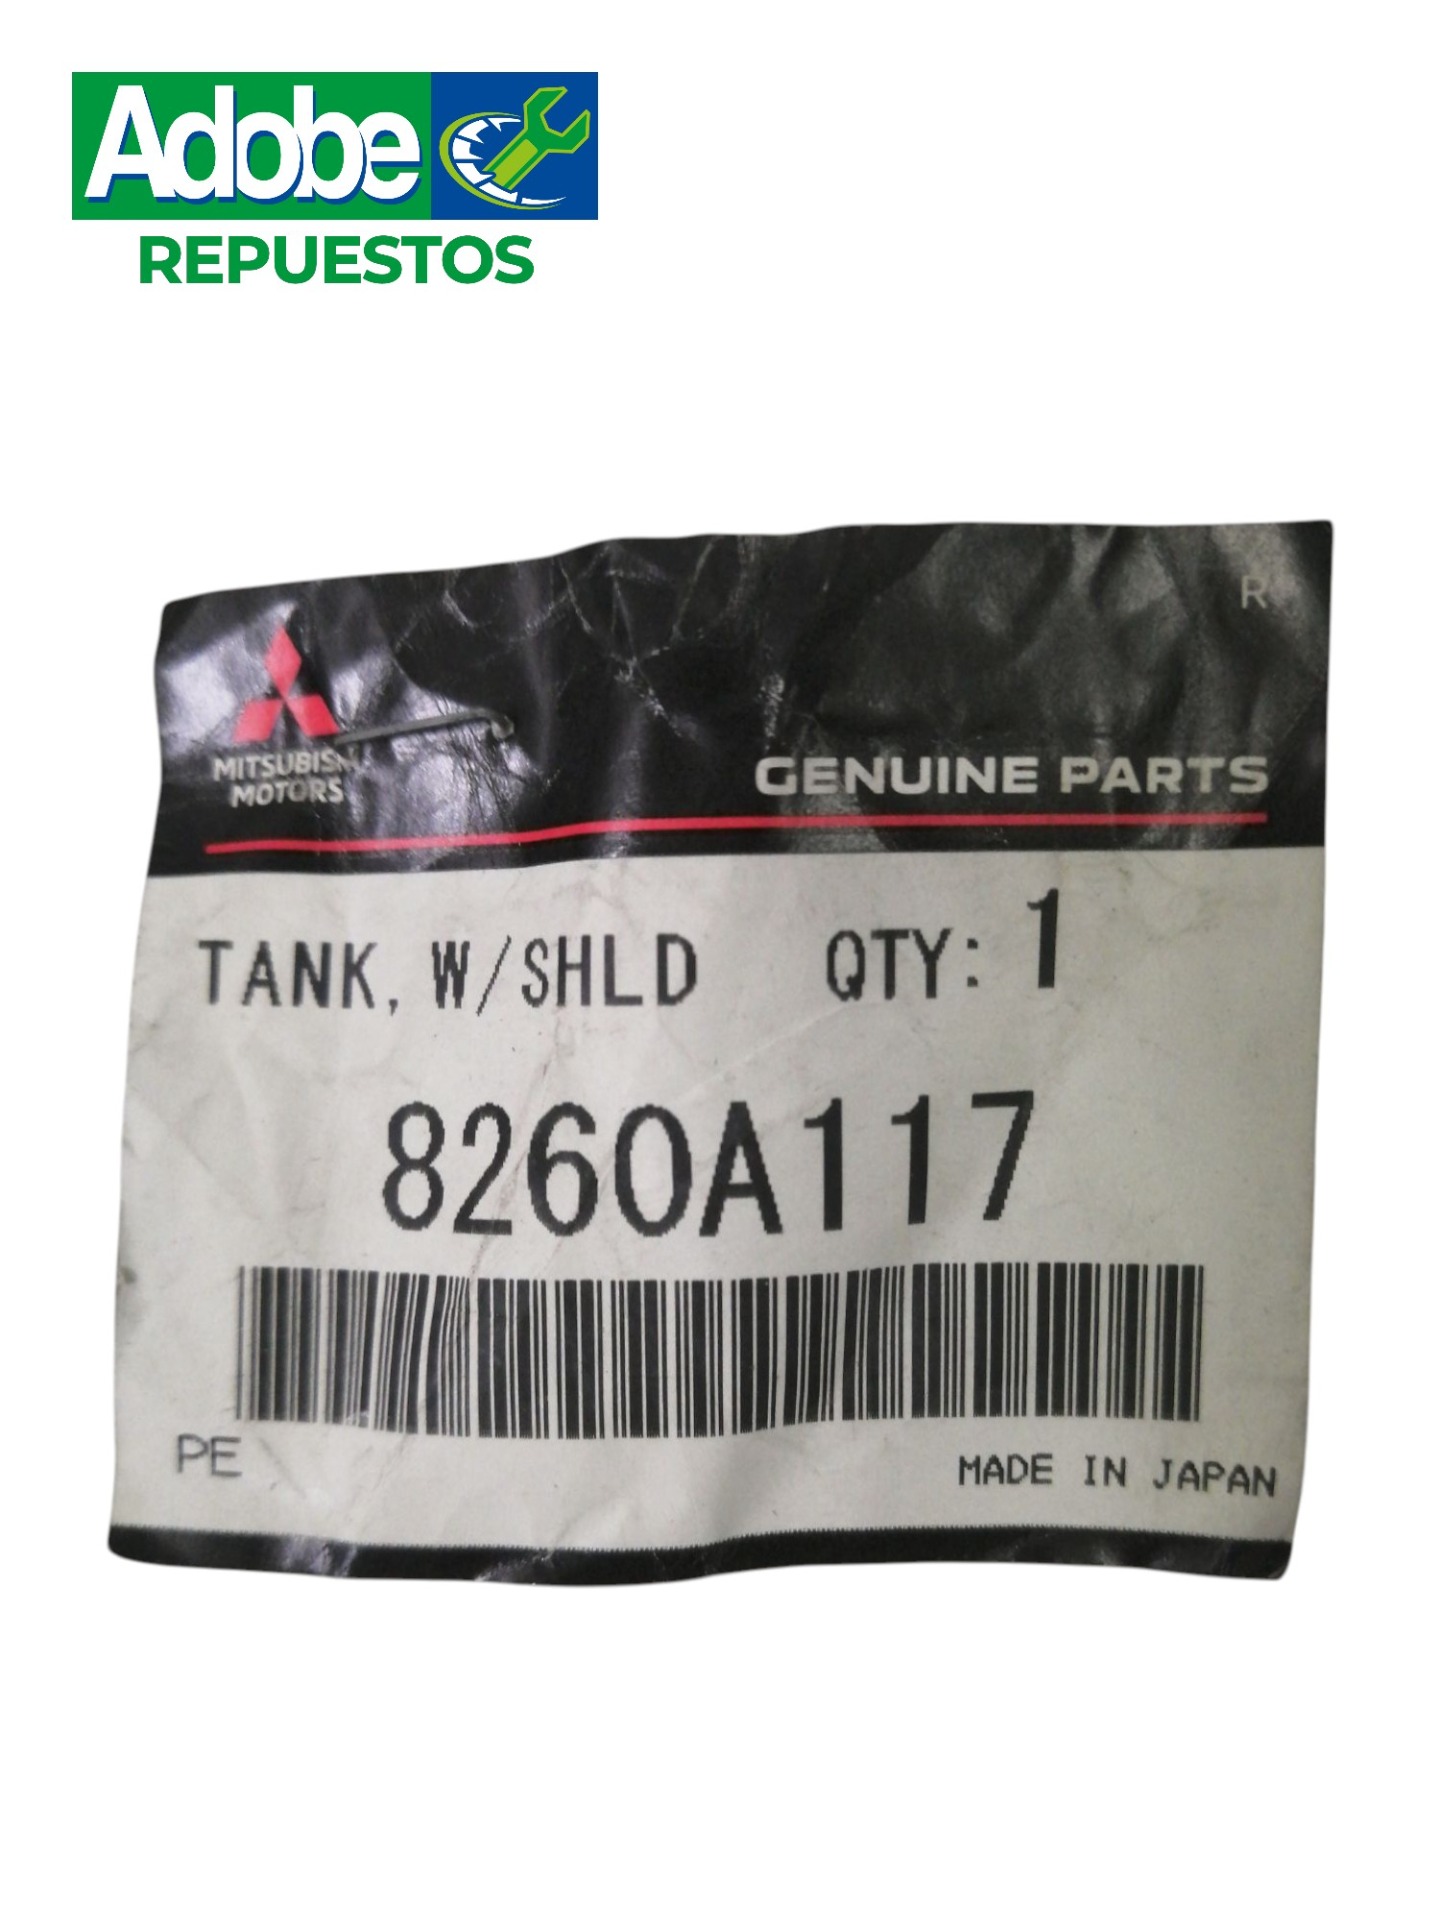 Adobe
REPUESTOS
R
MITSUBISHI
MOTORS
GENUINE PARTS
TANK, W/SHLD QTY: 1
8260A117
PE
MADE IN JAPAN